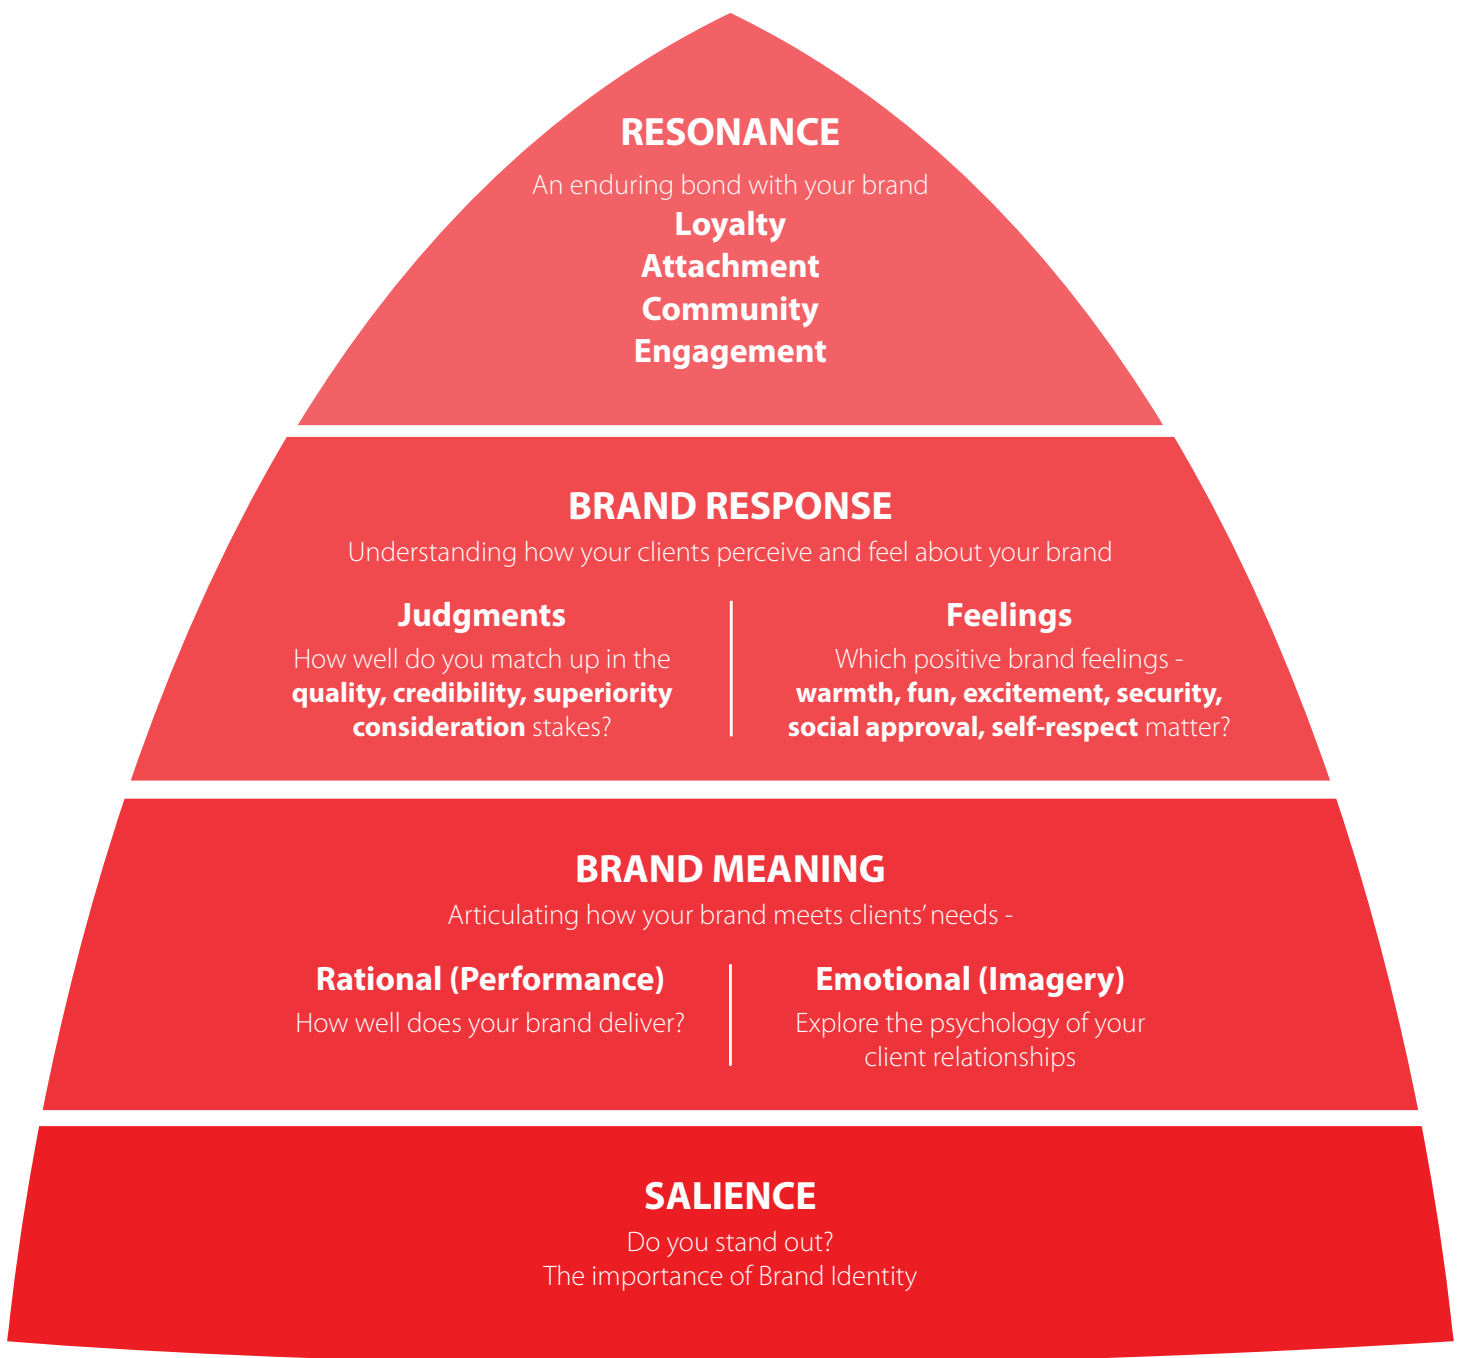 RESONANCE
An enduring bond with your brand
Loyalty
Attachment
Community
Engagement
BRAND RESPONSE
Understanding how your clients perceive and feel about your brand
Judgments
How well do you match up in the
quality, credibility, superiority
consideration stakes?
Feelings
Which positive brand feelings -
warmth, fun, excitement, security,
social approval, self-respect matter?
BRAND MEANING
Articulating how your brand meets clients’ needs -
Rational (Performance)
How well does your brand deliver?
Emotional (Imagery)
Explore the psychology of your
client relationships
SALIENCE
Do you stand out?
The importance of Brand Identity